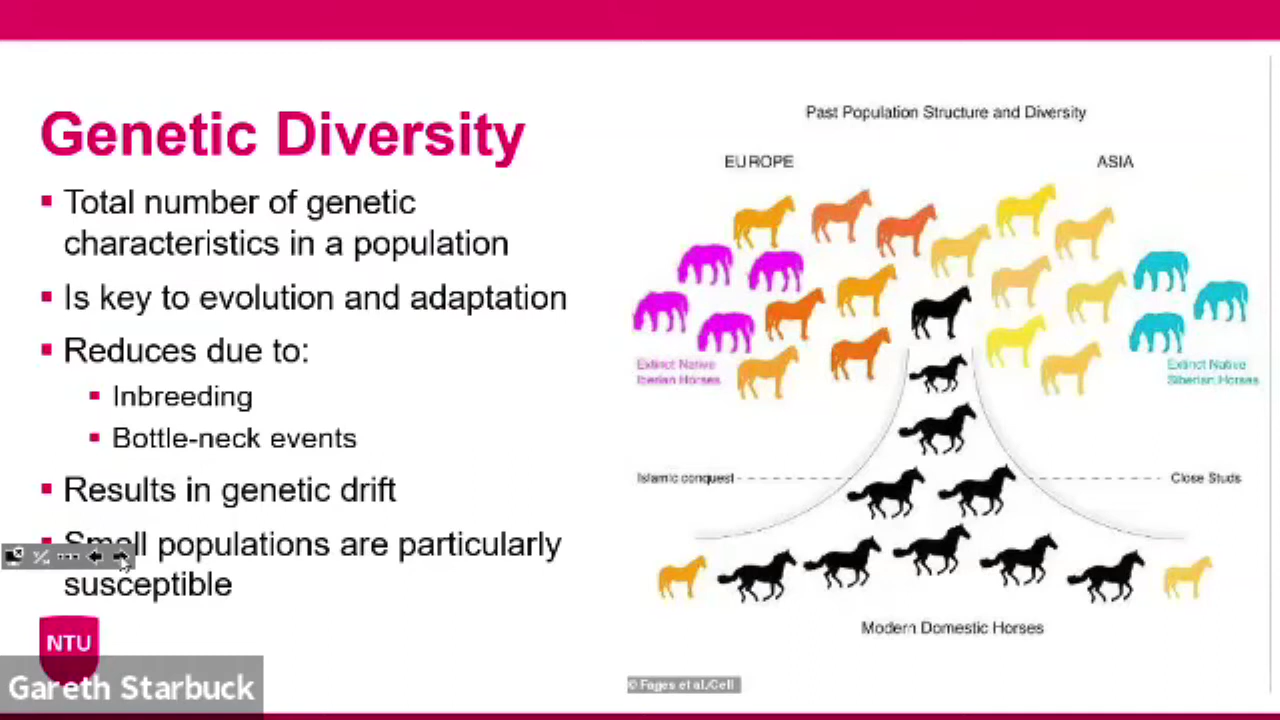 Genetic Diversity
Total number of genetic
characteristics in a population
Is key to evolution and adaptation
Reduces due to:
Inbreeding
Bottle-neck events
Results in genetic drift
Small populations are particularly
susceptible
NTU
Gareth Starbuck
Past Population Structure and Diversity
EUROPE
ASIA
Extinct Native
Iberian Horses
Extinct Native
Siberian Horses
Islamic conquest
Close Studs
Modern Domestic Horses
© Fages et al./Cell